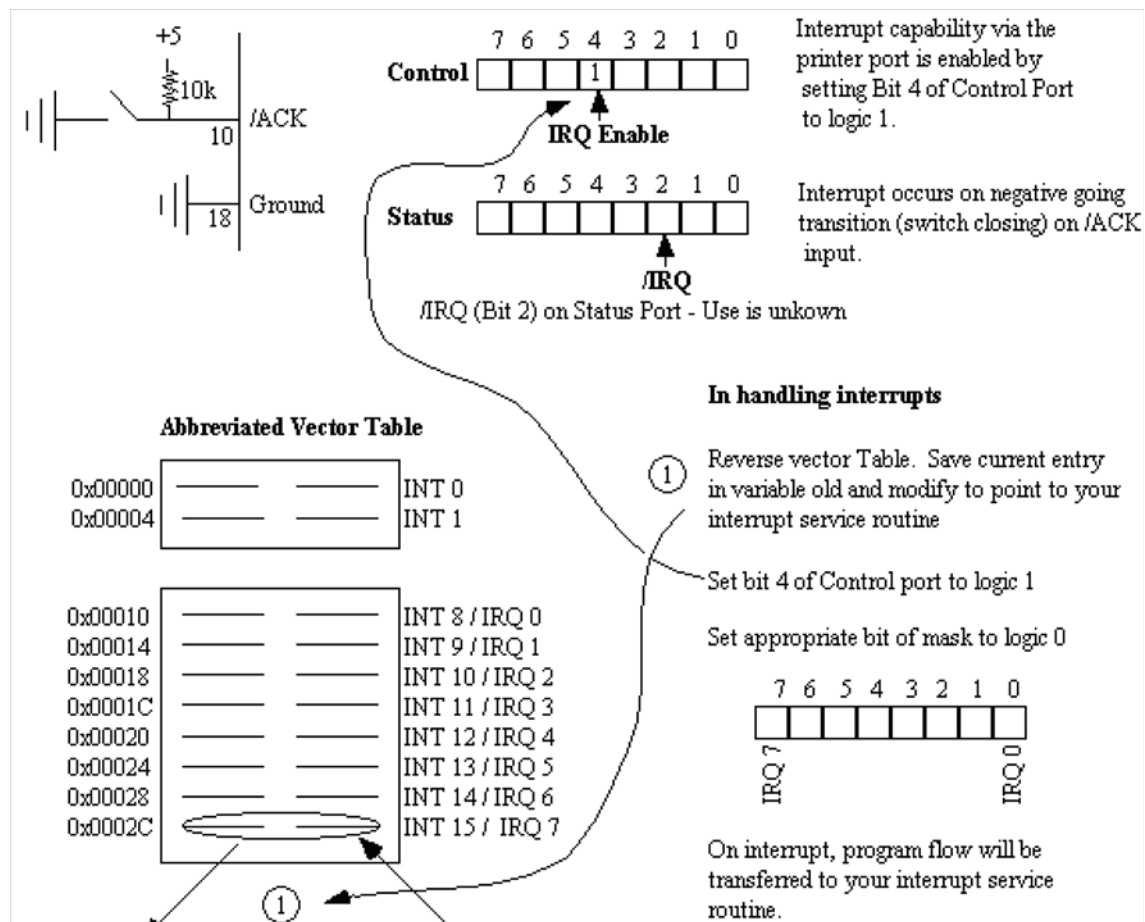 +5
10k
/ACK
10
Ground
18
7 6 5 4 3 2 1 0
Control
1
IRQ Enable
Interrupt capability via the
printer port is enabled by
setting Bit 4 of Control Port
to logic 1.
7 6 5 4 3 2 1 0
Status
/IRQ
/IRQ (Bit 2) on Status Port - Use is unkown
Interrupt occurs on negative going
transition (switch closing) on /ACK
input.
Abbreviated Vector Table
0x00000 INT 0
0x00004 INT 1
0x00010 INT 8 / IRQ 0
0x00014 INT 9 / IRQ 1
0x00018 INT 10 / IRQ 2
0x0001C INT 11 / IRQ 3
0x00020 INT 12 / IRQ 4
0x00024 INT 13 / IRQ 5
0x00028 INT 14 / IRQ 6
0x0002C INT 15 / IRQ 7
1
In handling interrupts
1
Reverse vector Table. Save current entry
in variable old and modify to point to your
interrupt service routine
Set bit 4 of Control port to logic 1
Set appropriate bit of mask to logic 0
7 6 5 4 3 2 1 0
IRQ 7
IRQ 0
On interrupt, program flow will be
transferred to your interrupt service
routine.